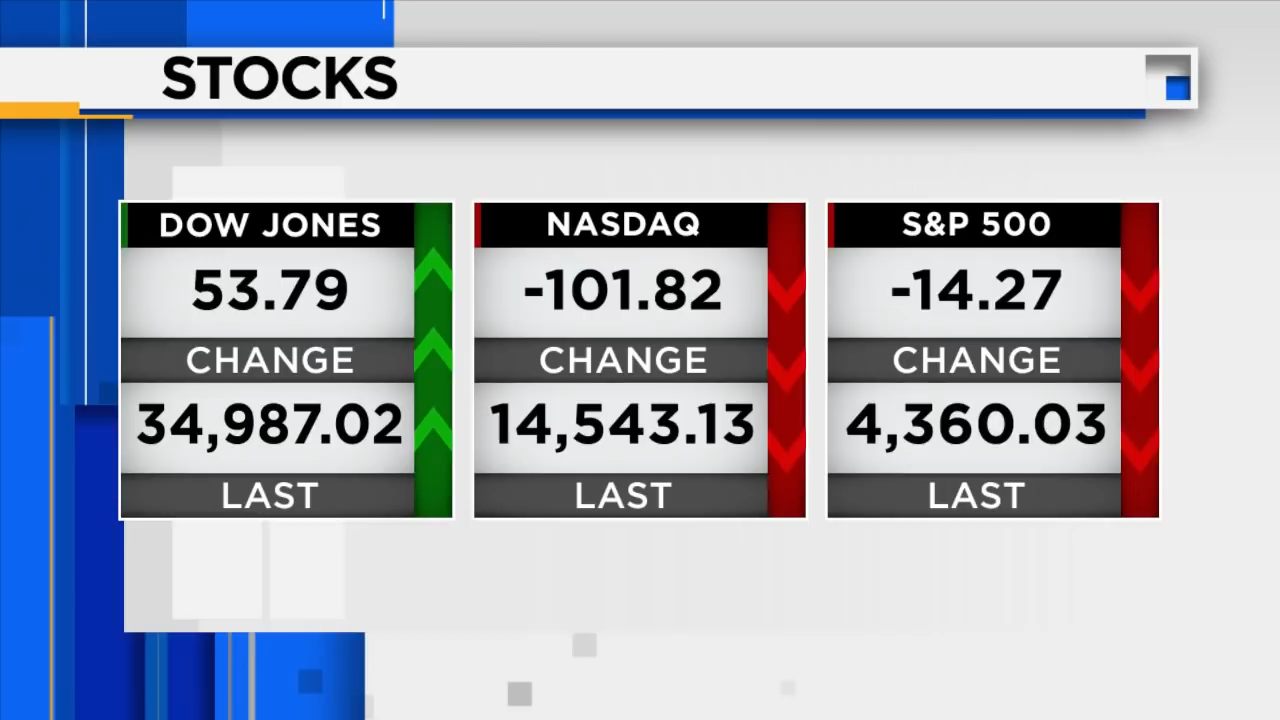 STOCKS
DOW JONES
53.79
CHANGE
34,987.02
LAST
NASDAQ
-101.82
CHANGE
14,543.13
LAST
S&P 500
-14.27
CHANGE
4,360.03
LAST